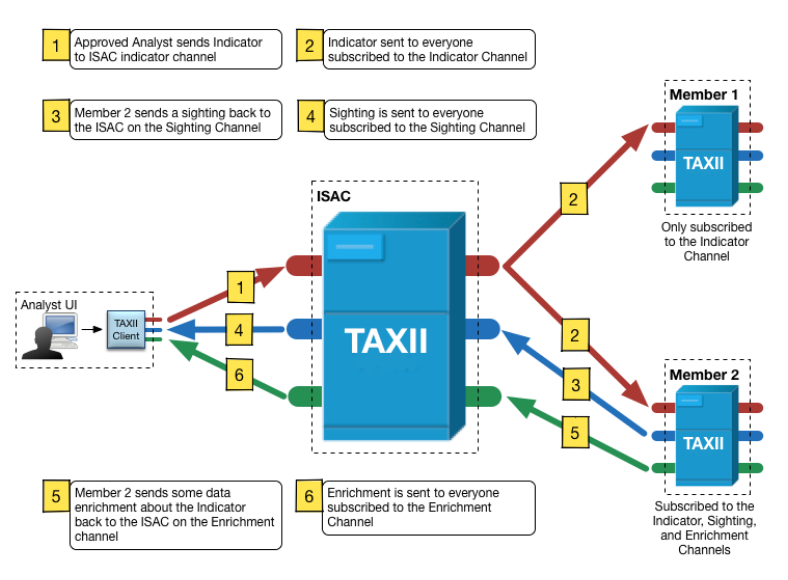 1
Approved Analyst sends Indicator
to ISAC indicator channel
2
Indicator sent to everyone
subscribed to the Indicator Channel
3
Member 2 sends a sighting back to
the ISAC on the Sighting Channel
4
Sighting is sent to everyone
subscribed to the Sighting Channel
Member 1
TAXII
Only subscribed
to the Indicator
Channel
ISAC
TAXII
2
1
4
6
Analyst UI
TAXII
Client
2
3
5
Member 2
TAXII
Subscribed to the
Indicator, Sighting,
and Enrichment
Channels
5
Member 2 sends some data
enrichment about the Indicator
back to the ISAC on the Enrichment
channel
6
Enrichment is sent to everyone
subscribed to the Enrichment
Channel